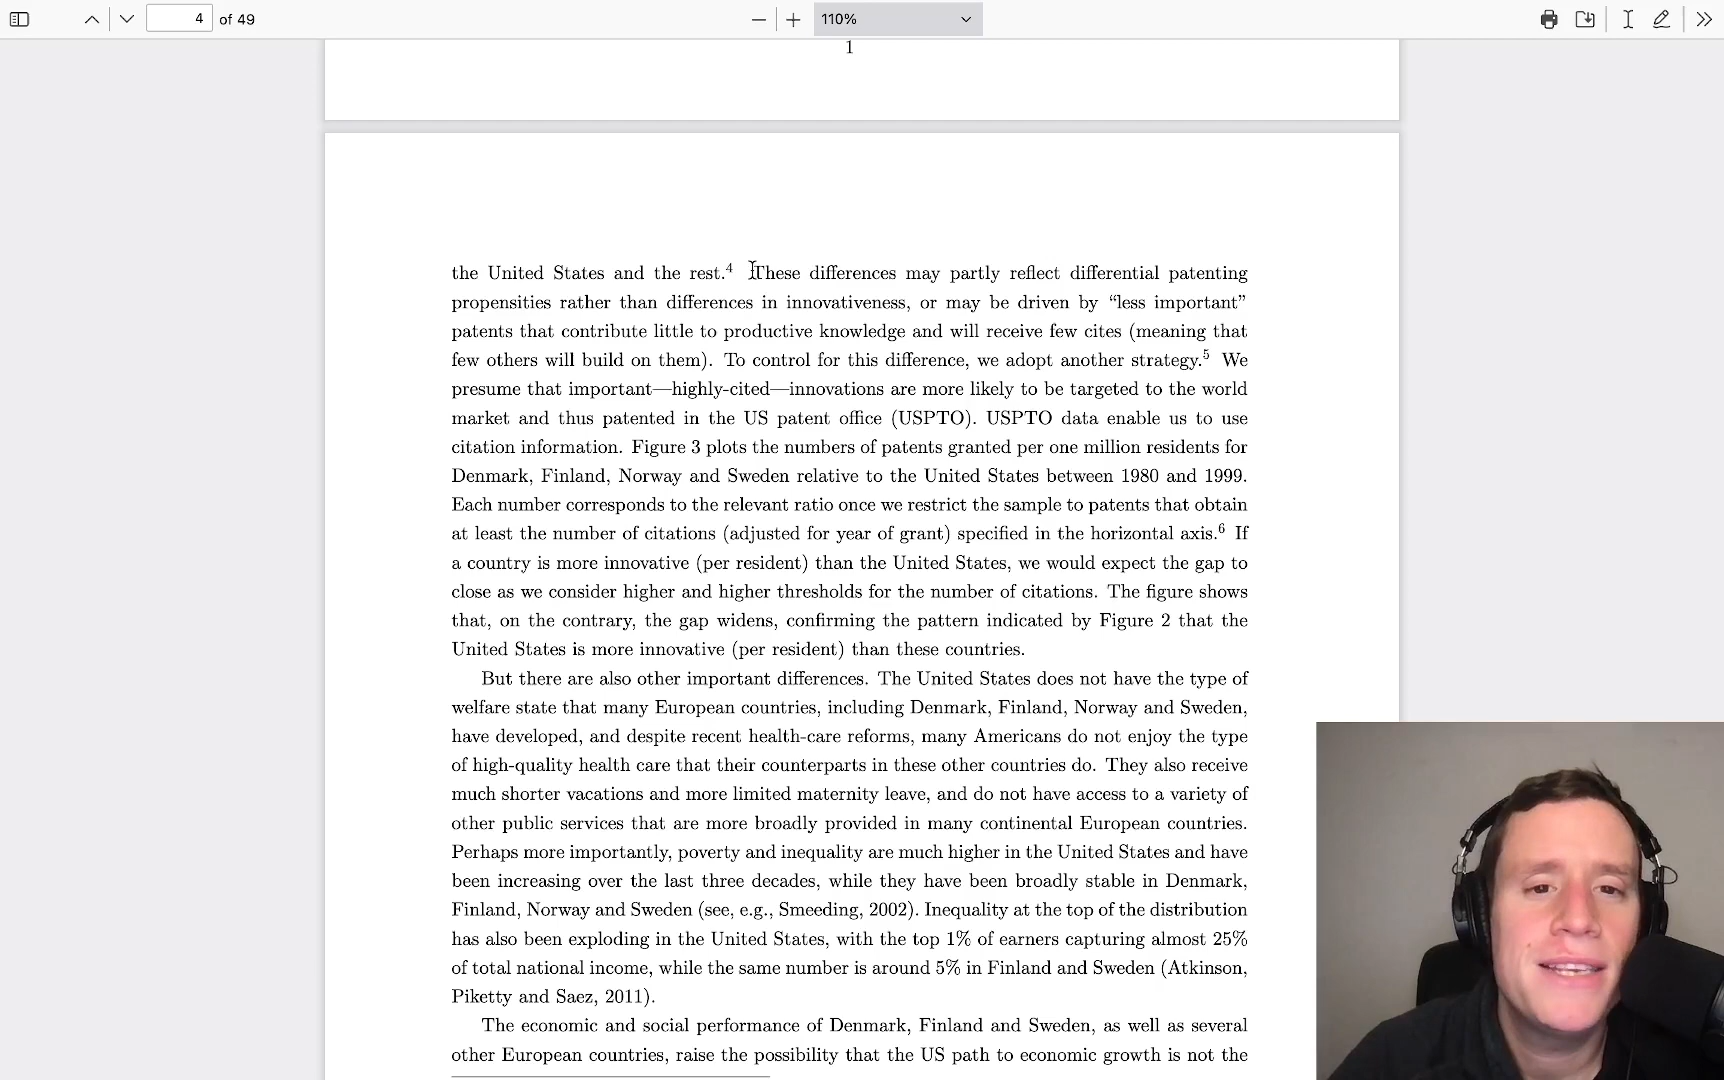 4 of 49
110%
1
the United States and the rest.4 These differences may partly reflect differential patenting
propensities rather than differences in innovativeness, or may be driven by “less important”
patents that contribute little to productive knowledge and will receive few cites (meaning that
few others will build on them). To control for this difference, we adopt another strategy.5 We
presume that important—highly-cited—innovations are more likely to be targeted to the world
market and thus patented in the US patent office (USPTO). USPTO data enable us to use
citation information. Figure 3 plots the numbers of patents granted per one million residents for
Denmark, Finland, Norway and Sweden relative to the United States between 1980 and 1999.
Each number corresponds to the relevant ratio once we restrict the sample to patents that obtain
at least the number of citations (adjusted for year of grant) specified in the horizontal axis.6 If
a country is more innovative (per resident) than the United States, we would expect the gap to
close as we consider higher and higher thresholds for the number of citations. The figure shows
that, on the contrary, the gap widens, confirming the pattern indicated by Figure 2 that the
United States is more innovative (per resident) than these countries.
But there are also other important differences. The United States does not have the type of
welfare state that many European countries, including Denmark, Finland, Norway and Sweden,
have developed, and despite recent health-care reforms, many Americans do not enjoy the type
of high-quality health care that their counterparts in these other countries do. They also receive
much shorter vacations and more limited maternity leave, and do not have access to a variety of
other public services that are more broadly provided in many continental European countries.
Perhaps more importantly, poverty and inequality are much higher in the United States and have
been increasing over the last three decades, while they have been broadly stable in Denmark,
Finland, Norway and Sweden (see, e.g., Smeeding, 2002). Inequality at the top of the distribution
has also been exploding in the United States, with the top 1% of earners capturing almost 25%
of total national income, while the same number is around 5% in Finland and Sweden (Atkinson,
Piketty and Saez, 2011).
The economic and social performance of Denmark, Finland and Sweden, as well as several
other European countries, raise the possibility that the US path to economic growth is not the